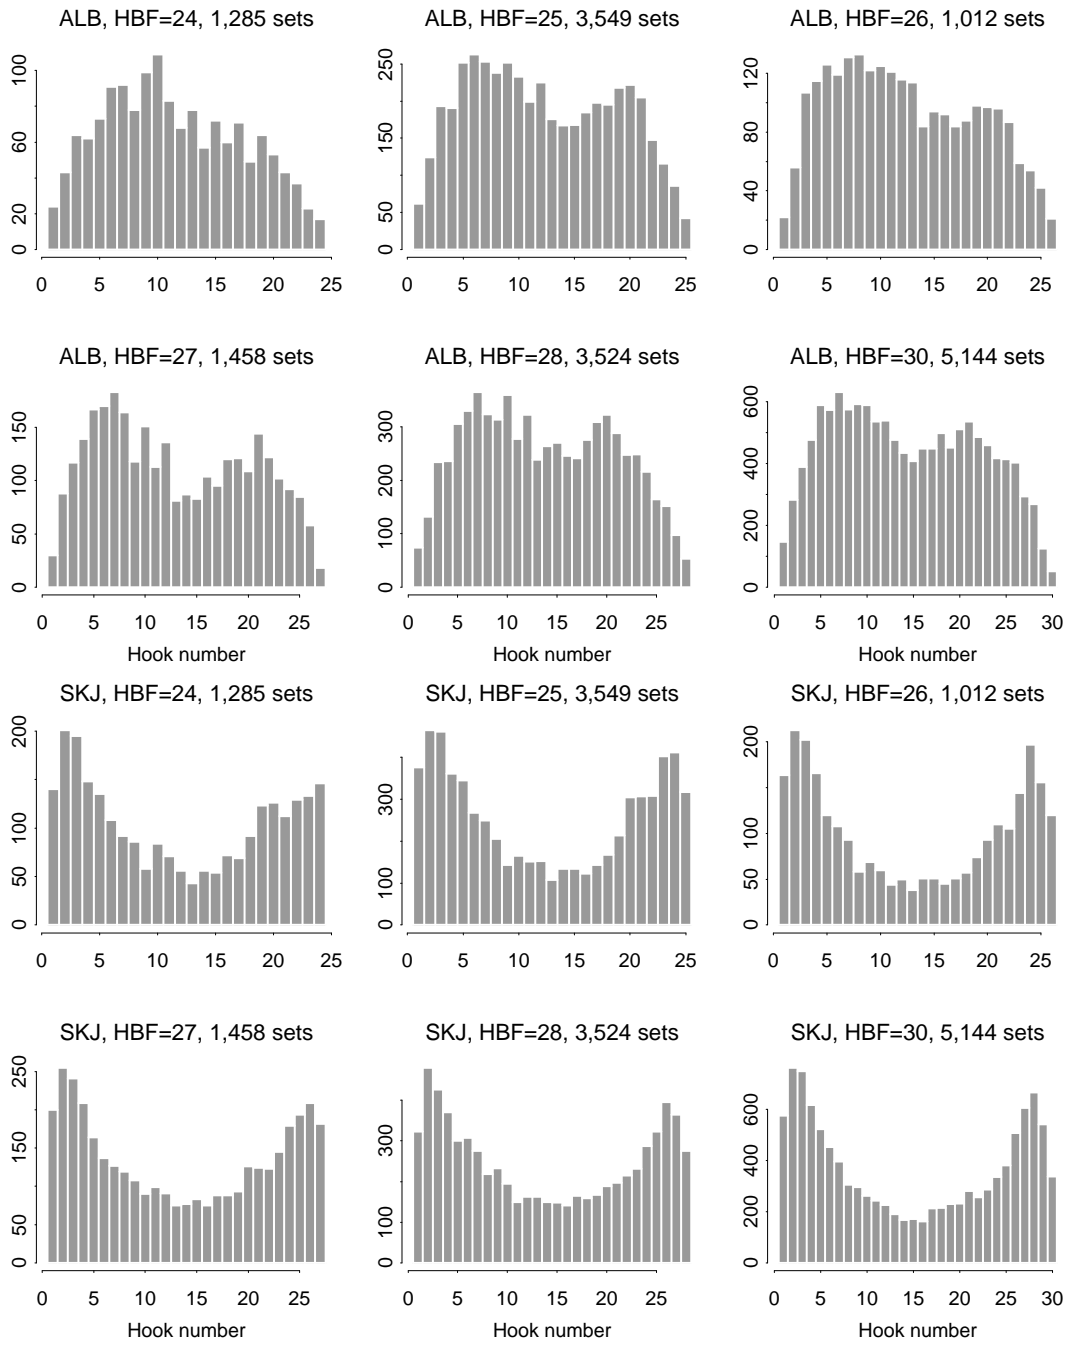 ALB, HBF=24, 1,285 sets
0 20 60 100
0 5 10 15 20 25
ALB, HBF=25, 3,549 sets
0 50 150 250
0 5 10 15 20 25
ALB, HBF=26, 1,012 sets
0 40 80 120
0 5 10 15 20 25
ALB, HBF=27, 1,458 sets
0 50 100 150
0 5 10 15 20 25
Hook number
ALB, HBF=28, 3,524 sets
0 100 200 300
0 5 10 15 20 25
Hook number
ALB, HBF=30, 5,144 sets
0 200 400 600
0 5 10 15 20 25 30
Hook number
SKJ, HBF=24, 1,285 sets
0 50 100 150 200
0 5 10 15 20 25
SKJ, HBF=25, 3,549 sets
0 100 300
0 5 10 15 20 25
SKJ, HBF=26, 1,012 sets
0 50 100 200
0 5 10 15 20 25
SKJ, HBF=27, 1,458 sets
0 50 150 250
0 5 10 15 20 25
Hook number
SKJ, HBF=28, 3,524 sets
0 100 300
0 5 10 15 20 25
Hook number
SKJ, HBF=30, 5,144 sets
0 200 400 600
0 5 10 15 20 25 30
Hook number